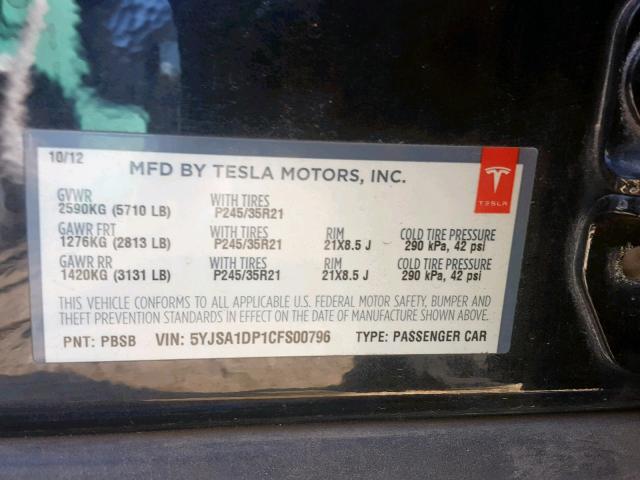 10/12
MFD BY TESLA MOTORS, INC.
TESLA
GVWR WITH TIRES
2590KG (5710 LB) P245/35R21
GAWR FRT WITH TIRES RIM COLD TIRE PRESSURE
1276KG (2813 LB) P245/35R21 21X8.5 J 290 kPa, 42 psi
GAWR RR WITH TIRES RIM COLD TIRE PRESSURE
1420KG (3131 LB) P245/35R21 21X8.5 J 290 kPa, 42 psi
THIS VEHICLE CONFORMS TO ALL APPLICABLE U.S. FEDERAL MOTOR SAFETY, BUMPER AND
THEFT PREVENTION STANDARDS IN EFFECT ON THE DATE OF MANUFACTURE SHOWN ABOVE.
PNT: PBSB VIN: 5YJSA1DP1CFS00796 TYPE: PASSENGER CAR